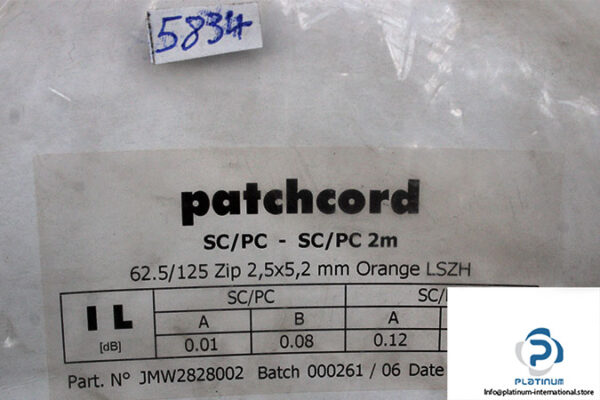 5834
patchcord
SC/PC - SC/PC 2m
62.5/125 Zip 2,5x5,2 mm Orange LSZH
IL SC/PC SC/
[dB] A B A
0.01 0.08 0.12
Part. N° JMW2828002 Batch 000261 / 06 Date
PLATINUM
Info@platinum-international.store